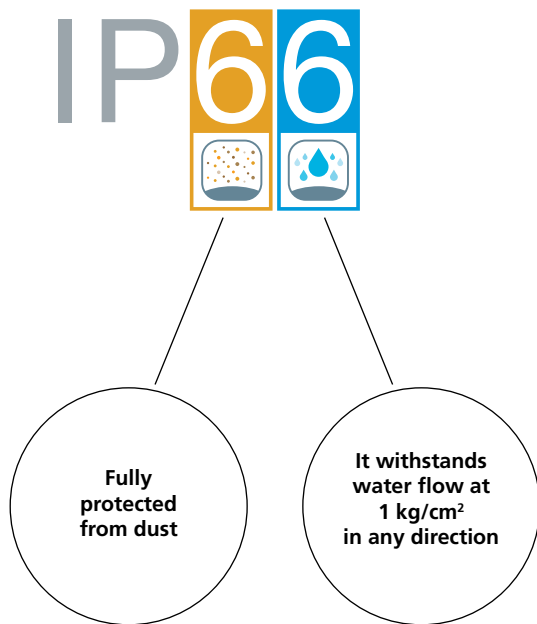 IP66
Fully
protected
from dust
It withstands
water flow at
1 kg/cm²
in any direction